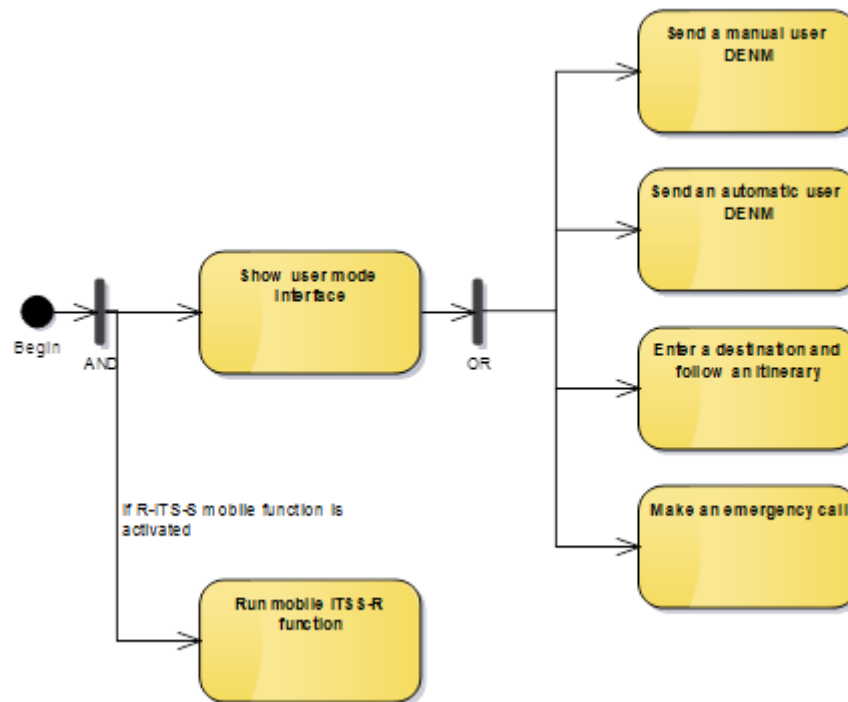 Send a manual user
DENM
Send an automatic user
DENM
Show user mode
Interface
Begin
AND
OR
Enter a destination and
follow an itinerary
Make an emergency call
If R-ITS-S mobile function is
activated
Run mobile ITSS-R
function